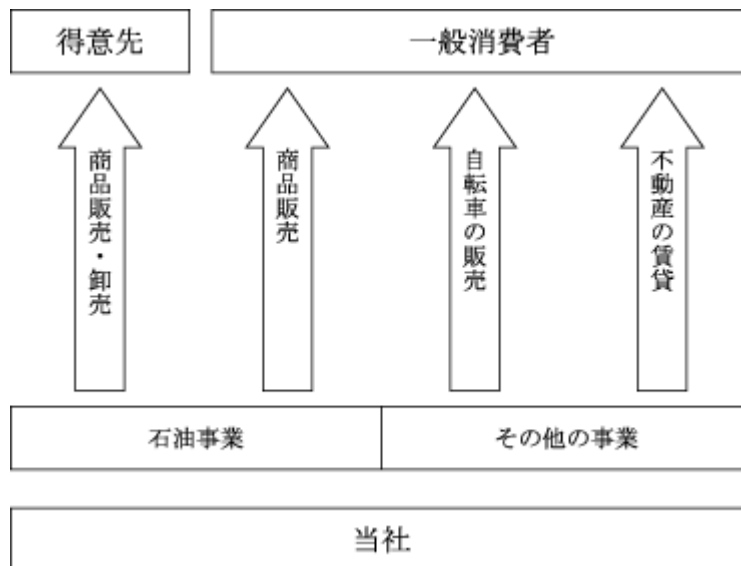 得意先
一般消費者
商品販売・卸売
商品販売
自転車の販売
不動産の賃貸
石油事業
その他の事業
当社